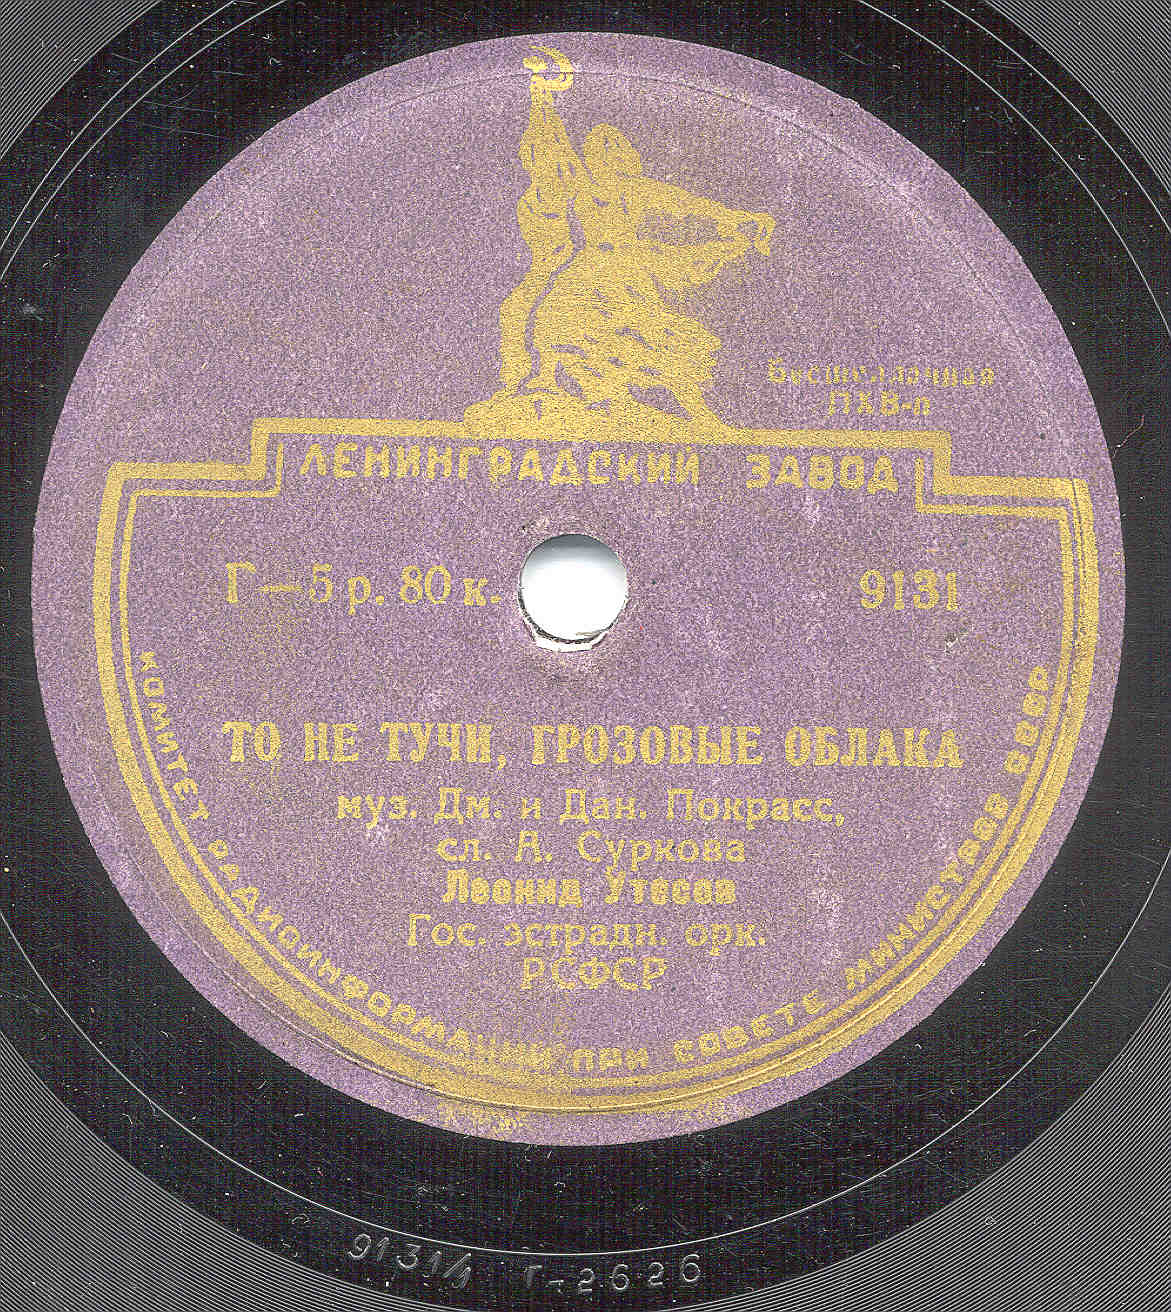 Бесшеллачная
ПХВ-п
ЛЕНИНГРАДСКИЙ ЗАВОД
Г—5 р. 80 к.
9131
ТО НЕ ТУЧИ, ГРОЗОВЫЕ ОБЛАКА
муз. Дм. и Дан. Покрасс,
сл. А. Суркова
Леонид Утесов
Гос. эстрадн. орк.
РСФСР
КОМИТЕТ РАДИОИНФОРМАЦИИ ПРИ СОВЕТЕ МИНИСТРОВ СССР
9131/1 Г-2626